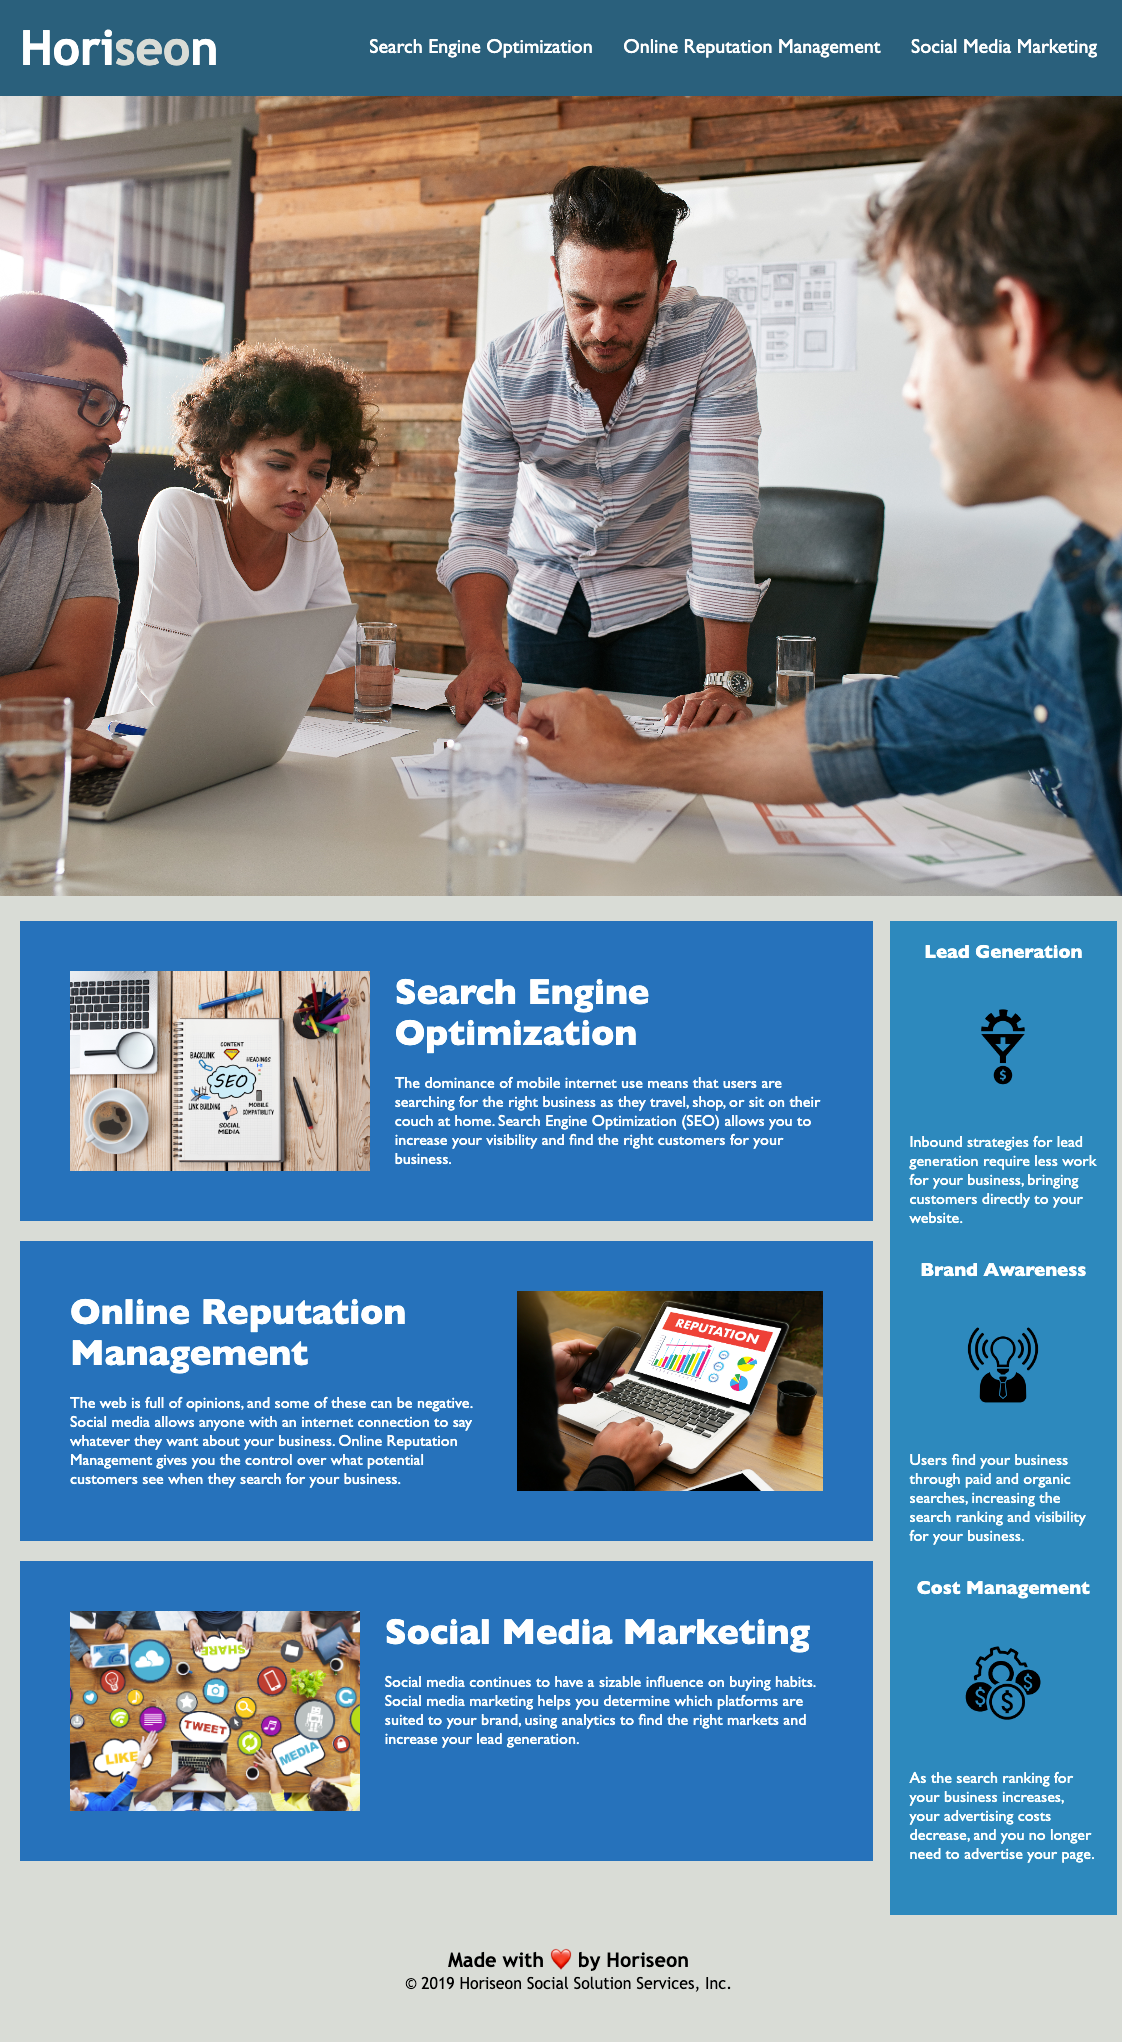 Horiseon
Search Engine Optimization
Online Reputation Management
Social Media Marketing
Search Engine
Optimization
The dominance of mobile internet use means that users are
searching for the right business as they travel, shop, or sit on their
couch at home. Search Engine Optimization (SEO) allows you to
increase your visibility and find the right customers for your
business.
CONTENT
BACKLINK
HEADINGS
SEO
LINK BUILDING
MOBILE
COMPATIBILITY
SOCIAL
MEDIA
Online Reputation
Management
The web is full of opinions, and some of these can be negative.
Social media allows anyone with an internet connection to say
whatever they want about your business. Online Reputation
Management gives you the control over what potential
customers see when they search for your business.
REPUTATION
SHARE
TWEET
LIKE
MEDIA
Social Media Marketing
Social media continues to have a sizable influence on buying habits.
Social media marketing helps you determine which platforms are
suited to your brand, using analytics to find the right markets and
increase your lead generation.
Lead Generation
$
Inbound strategies for lead
generation require less work
for your business, bringing
customers directly to your
website.
Brand Awareness
Users find your business
through paid and organic
searches, increasing the
search ranking and visibility
for your business.
Cost Management
$ $ $
As the search ranking for
your business increases,
your advertising costs
decrease, and you no longer
need to advertise your page.
Made with ❤️ by Horiseon
© 2019 Horiseon Social Solution Services, Inc.